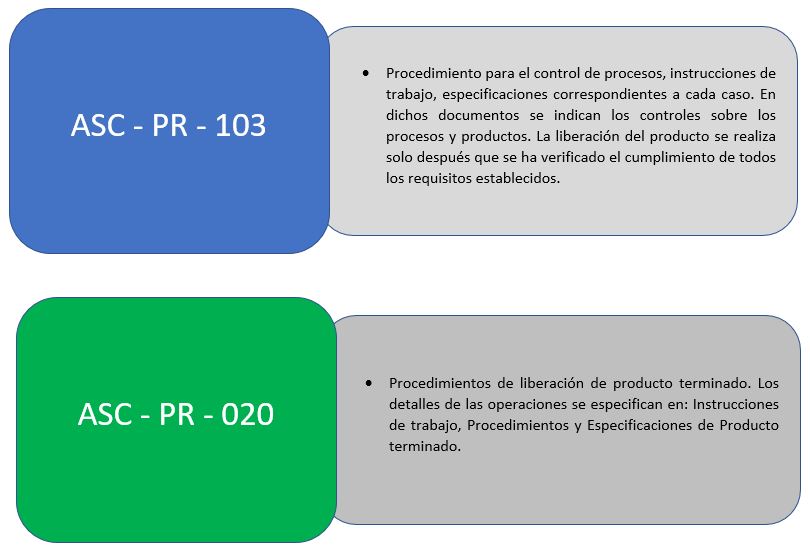 ASC - PR - 103
• Procedimiento para el control de procesos, instrucciones de
trabajo, especificaciones correspondientes a cada caso. En
dichos documentos se indican los controles sobre los
procesos y productos. La liberación del producto se realiza
solo después que se ha verificado el cumplimiento de todos
los requisitos establecidos.
ASC - PR - 020
• Procedimientos de liberación de producto terminado. Los
detalles de las operaciones se especifican en: Instrucciones
de trabajo, Procedimientos y Especificaciones de Producto
terminado.